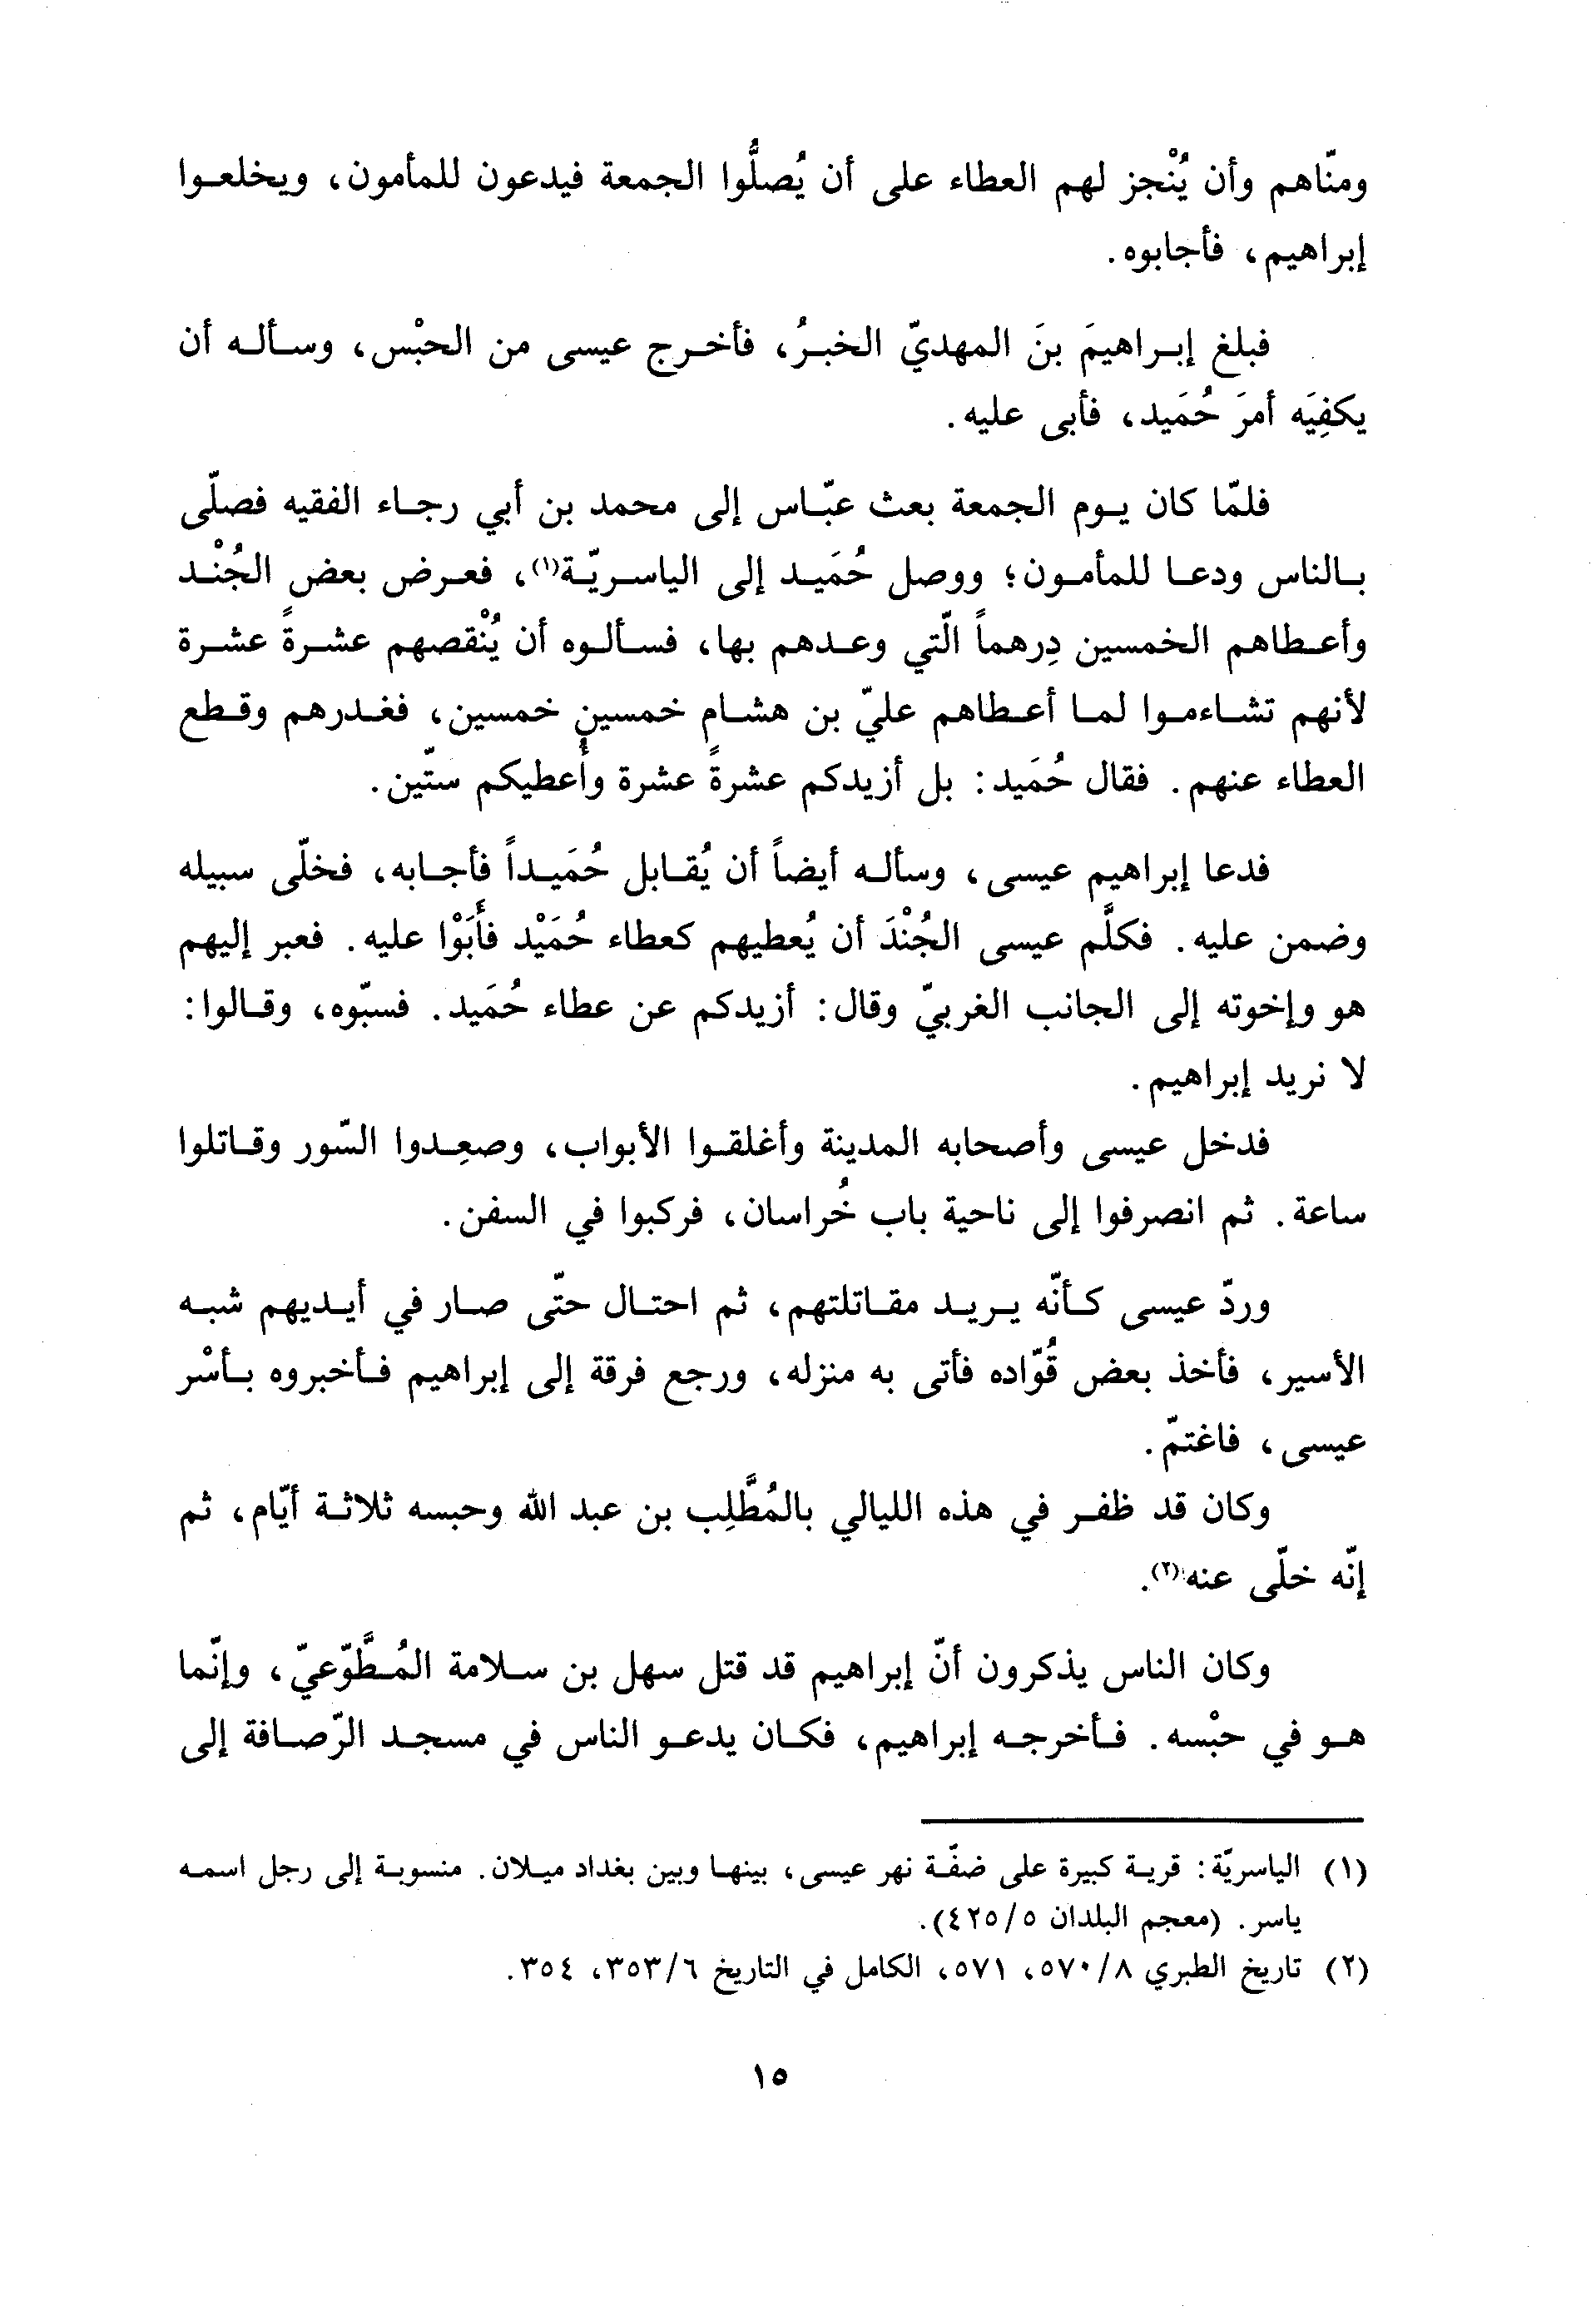 ومنّاهم وأن يُنْجز لهم العطاء على أن يُصلُّوا الجمعة فيدعون للمأمون، ويخلعوا
إبراهيم، فأجابوه.
فبلغ إبراهيمَ بنَ المهديّ الخبرُ، فأخرج عيسى من الحبْس، وسأله أن
يكفِيَه أمرَ حُمَيد، فأبى عليه.
فلمّا كان يوم الجمعة بعث عبّاس إلى محمد بن أبي رجاء الفقيه فصلّى
بالناس ودعا للمأمون؛ ووصل حُمَيد إلى الياسريّة(١)، فعرض بعض الجُنْد
وأعطاهم الخمسين دِرهماً الّتي وعدهم بها، فسألوه أن يُنْقصهم عشرةً عشرة
لأنهم تشاءموا لما أعطاهم عليّ بن هشام خمسين خمسين، فغدرهم وقطع
العطاء عنهم. فقال حُمَيد: بل أزيدكم عشرةً عشرة وأُعطيكم ستّين.
فدعا إبراهيم عيسى، وسأله أيضاً أن يُقابل حُمَيداً فأجابه، فخلّى سبيله
وضمن عليه. فكلَّم عيسى الجُنْدَ أن يُعطيهم كعطاء حُمَيْد فأَبَوْا عليه. فعبر إليهم
هو وإخوته إلى الجانب الغربيّ وقال: أزيدكم عن عطاء حُمَيد. فسبّوه، وقالوا:
لا نريد إبراهيم.
فدخل عيسى وأصحابه المدينة وأغلقوا الأبواب، وصعِدوا السّور وقاتلوا
ساعة. ثم انصرفوا إلى ناحية باب خُراسان، فركبوا في السفن.
وردّ عيسى كأنّه يريد مقاتلتهم، ثم احتال حتّى صار في أيديهم شبه
الأسير، فأخذ بعض قُوّاده فأتى به منزله، ورجع فرقة إلى إبراهيم فأخبروه بأسْر
عيسى، فاغتمّ.
وكان قد ظفر في هذه الليالي بالمُطَّلِب بن عبد الله وحبسه ثلاثة أيّام، ثم
إنّه خلّى عنه(٢).
وكان الناس يذكرون أنّ إبراهيم قد قتل سهل بن سلامة المُطَّوّعيّ، وإنّما
هو في حبْسه. فأخرجه إبراهيم، فكان يدعو الناس في مسجد الرّصافة إلى
(١) الياسريّة: قرية كبيرة على ضفّة نهر عيسى، بينها وبين بغداد ميلان. منسوبة إلى رجل اسمه
ياسر. (معجم البلدان ٤٢٥/٥).
(٢) تاريخ الطبري ٥٧٠/٨، ٥٧١، الكامل في التاريخ ٣٥٣/٦، ٣٥٤.
١٥